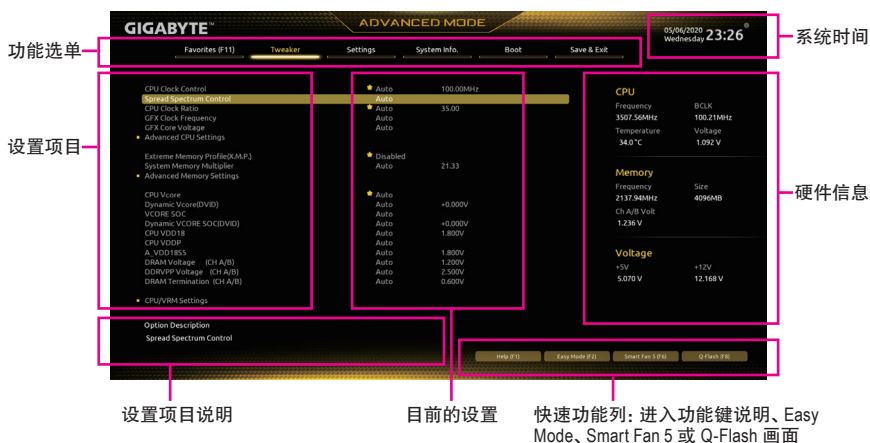 GIGABYTE™
ADVANCED MODE
05/06/2020
Wednesday 23:26
系统时间
功能选单
Favorites (F11) Tweaker Settings System Info. Boot Save & Exit
设置项目
CPU Clock Control Auto 100.00MHz
Spread Spectrum Control Auto
CPU Clock Ratio Auto 35.00
GFX Clock Frequency Auto
GFX Core Voltage Auto
Advanced CPU Settings
Extreme Memory Profile(X.M.P.) Disabled
System Memory Multiplier Auto 21.33
Advanced Memory Settings
CPU Vcore Auto
Dynamic Vcore(DVID) Auto +0.000V
VCORE SOC Auto
Dynamic VCORE SOC(DVID) Auto +0.000V
CPU VDD18 Auto 1.800V
CPU VDDP Auto
A_VDD18S5 Auto 1.800V
DRAM Voltage (CH A/B) Auto 1.200V
DDRVPP Voltage (CH A/B) Auto 2.500V
DRAM Termination (CH A/B) Auto 0.600V
CPU/VRM Settings
CPU
Frequency BCLK
3507.56MHz 100.21MHz
Temperature Voltage
34.0 °C 1.092 V
Memory
Frequency Size
2137.94MHz 4096MB
Ch A/B Volt
1.236 V
Voltage
+5V +12V
5.070 V 12.168 V
硬件信息
Option Description
Spread Spectrum Control
Help (F1) Easy Mode (F2) Smart Fan 5 (F6) Q-Flash (F8)
设置项目说明
目前的设置
快速功能列: 进入功能键说明、Easy
Mode、Smart Fan 5 或 Q-Flash 画面